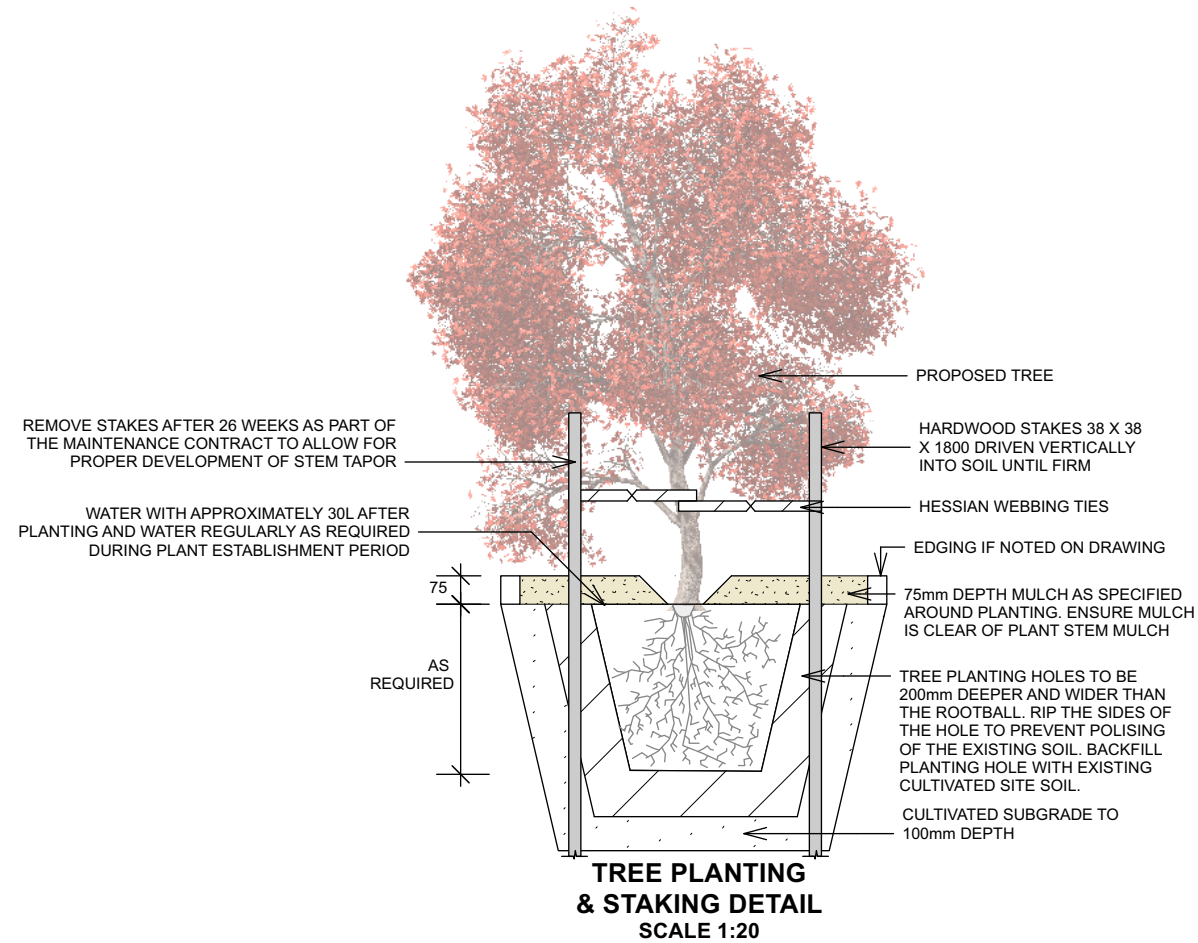 PROPOSED TREE
REMOVE STAKES AFTER 26 WEEKS AS PART OF
THE MAINTENANCE CONTRACT TO ALLOW FOR
PROPER DEVELOPMENT OF STEM TAPOR
HARDWOOD STAKES 38 X 38
X 1800 DRIVEN VERTICALLY
INTO SOIL UNTIL FIRM
WATER WITH APPROXIMATELY 30L AFTER
PLANTING AND WATER REGULARLY AS REQUIRED
DURING PLANT ESTABLISHMENT PERIOD
HESSIAN WEBBING TIES
EDGING IF NOTED ON DRAWING
75
75mm DEPTH MULCH AS SPECIFIED
AROUND PLANTING. ENSURE MULCH
IS CLEAR OF PLANT STEM MULCH
AS
REQUIRED
TREE PLANTING HOLES TO BE
200mm DEEPER AND WIDER THAN
THE ROOTBALL. RIP THE SIDES OF
THE HOLE TO PREVENT POLISING
OF THE EXISTING SOIL. BACKFILL
PLANTING HOLE WITH EXISTING
CULTIVATED SITE SOIL.
CULTIVATED SUBGRADE TO
100mm DEPTH
TREE PLANTING
& STAKING DETAIL
SCALE 1:20